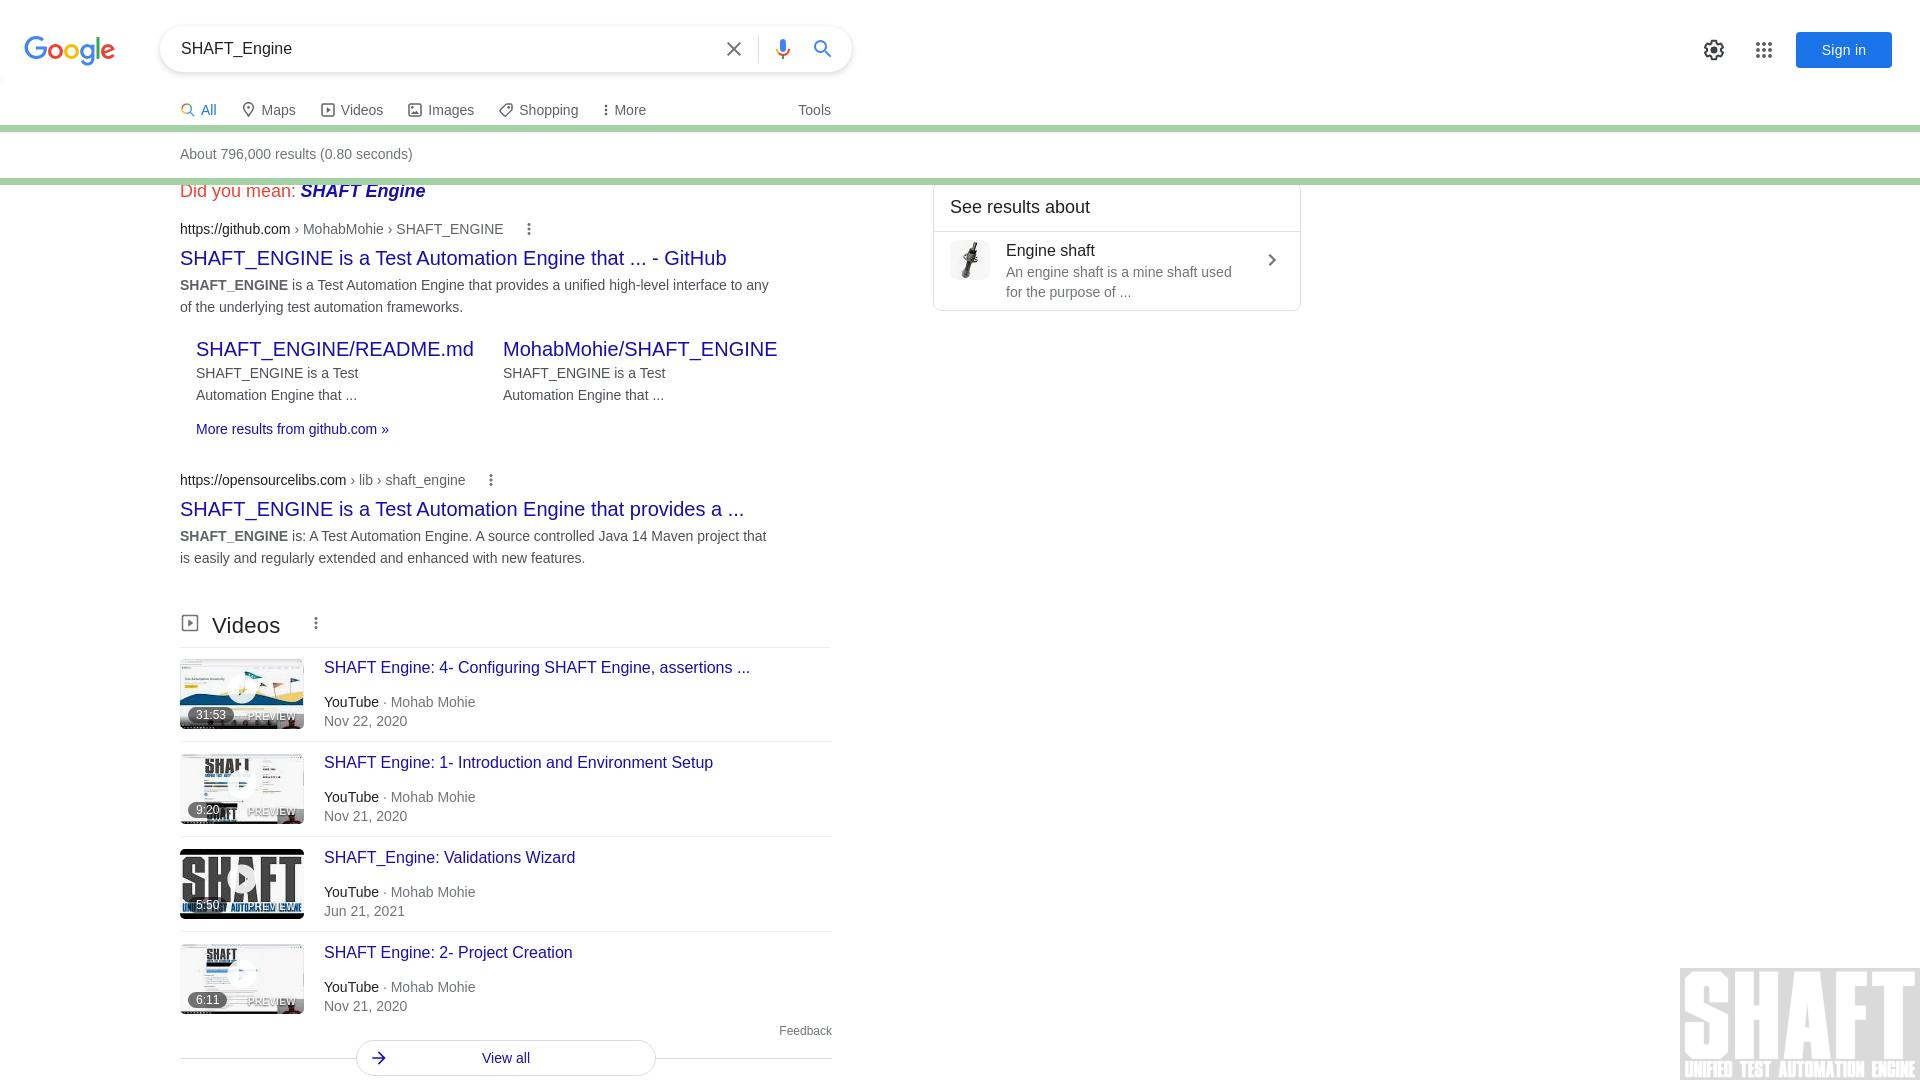 Google
SHAFT_Engine
Sign in
All
Maps
Videos
Images
Shopping
More
Tools
About 796,000 results (0.80 seconds)
Did you mean: SHAFT Engine
https://github.com › MohabMohie › SHAFT_ENGINE
SHAFT_ENGINE is a Test Automation Engine that ... - GitHub
SHAFT_ENGINE is a Test Automation Engine that provides a unified high-level interface to any
of the underlying test automation frameworks.
SHAFT_ENGINE/README.md
SHAFT_ENGINE is a Test
Automation Engine that ...
MohabMohie/SHAFT_ENGINE
SHAFT_ENGINE is a Test
Automation Engine that ...
More results from github.com »
https://opensourcelibs.com › lib › shaft_engine
SHAFT_ENGINE is a Test Automation Engine that provides a ...
SHAFT_ENGINE is: A Test Automation Engine. A source controlled Java 14 Maven project that
is easily and regularly extended and enhanced with new features.
Videos
31:53
PREVIEW
SHAFT Engine: 4- Configuring SHAFT Engine, assertions ...
YouTube · Mohab Mohie
Nov 22, 2020
SHAFT
9:20
PREVIEW
SHAFT Engine: 1- Introduction and Environment Setup
YouTube · Mohab Mohie
Nov 21, 2020
SHAFT
5:50
PREVIEW
SHAFT_Engine: Validations Wizard
YouTube · Mohab Mohie
Jun 21, 2021
SHAFT
6:11
PREVIEW
SHAFT Engine: 2- Project Creation
YouTube · Mohab Mohie
Nov 21, 2020
Feedback
View all
See results about
Engine shaft
An engine shaft is a mine shaft used
for the purpose of ...
SHAFT
UNIFIED TEST AUTOMATION ENGINE